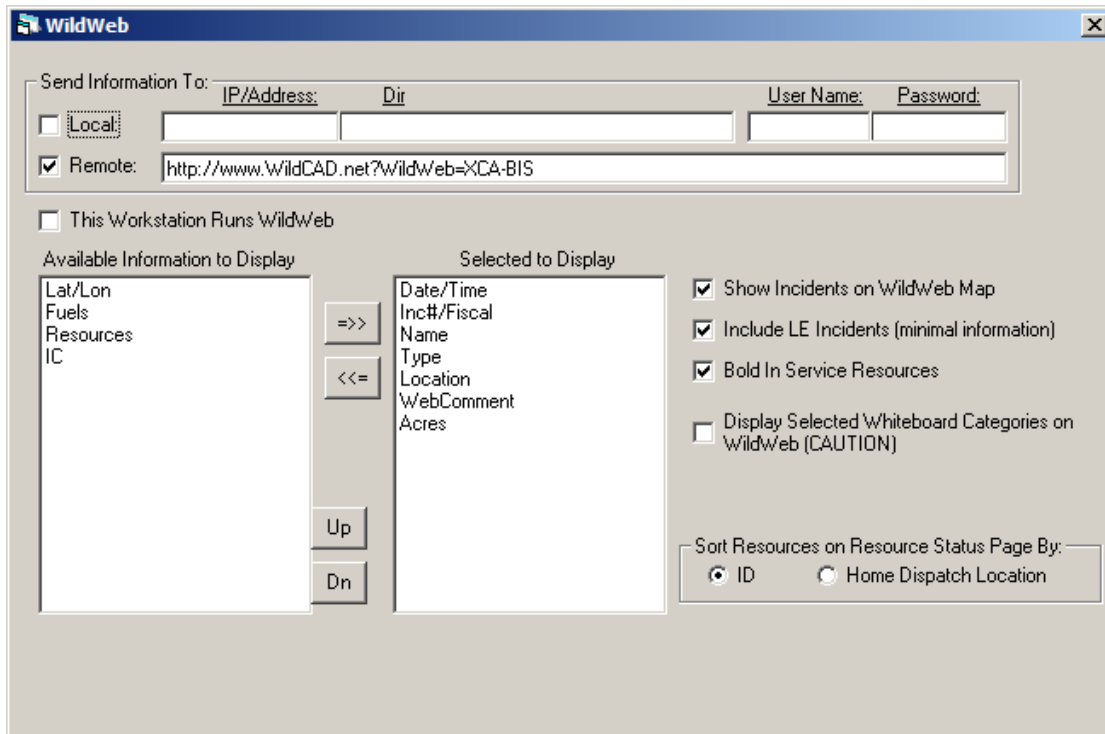 WildWeb
Send Information To:
IP/Address: Dir User Name: Password:
Local:
Remote: http://www.WildCAD.net?WildWeb=XCA-BIS
This Workstation Runs WildWeb
Available Information to Display
Lat/Lon
Fuels
Resources
IC
=>>
<<=
Up
Dn
Selected to Display
Date/Time
Inc#/Fiscal
Name
Type
Location
WebComment
Acres
Show Incidents on WildWeb Map
Include LE Incidents (minimal information)
Bold In Service Resources
Display Selected Whiteboard Categories on
WildWeb (CAUTION)
Sort Resources on Resource Status Page By:
ID Home Dispatch Location